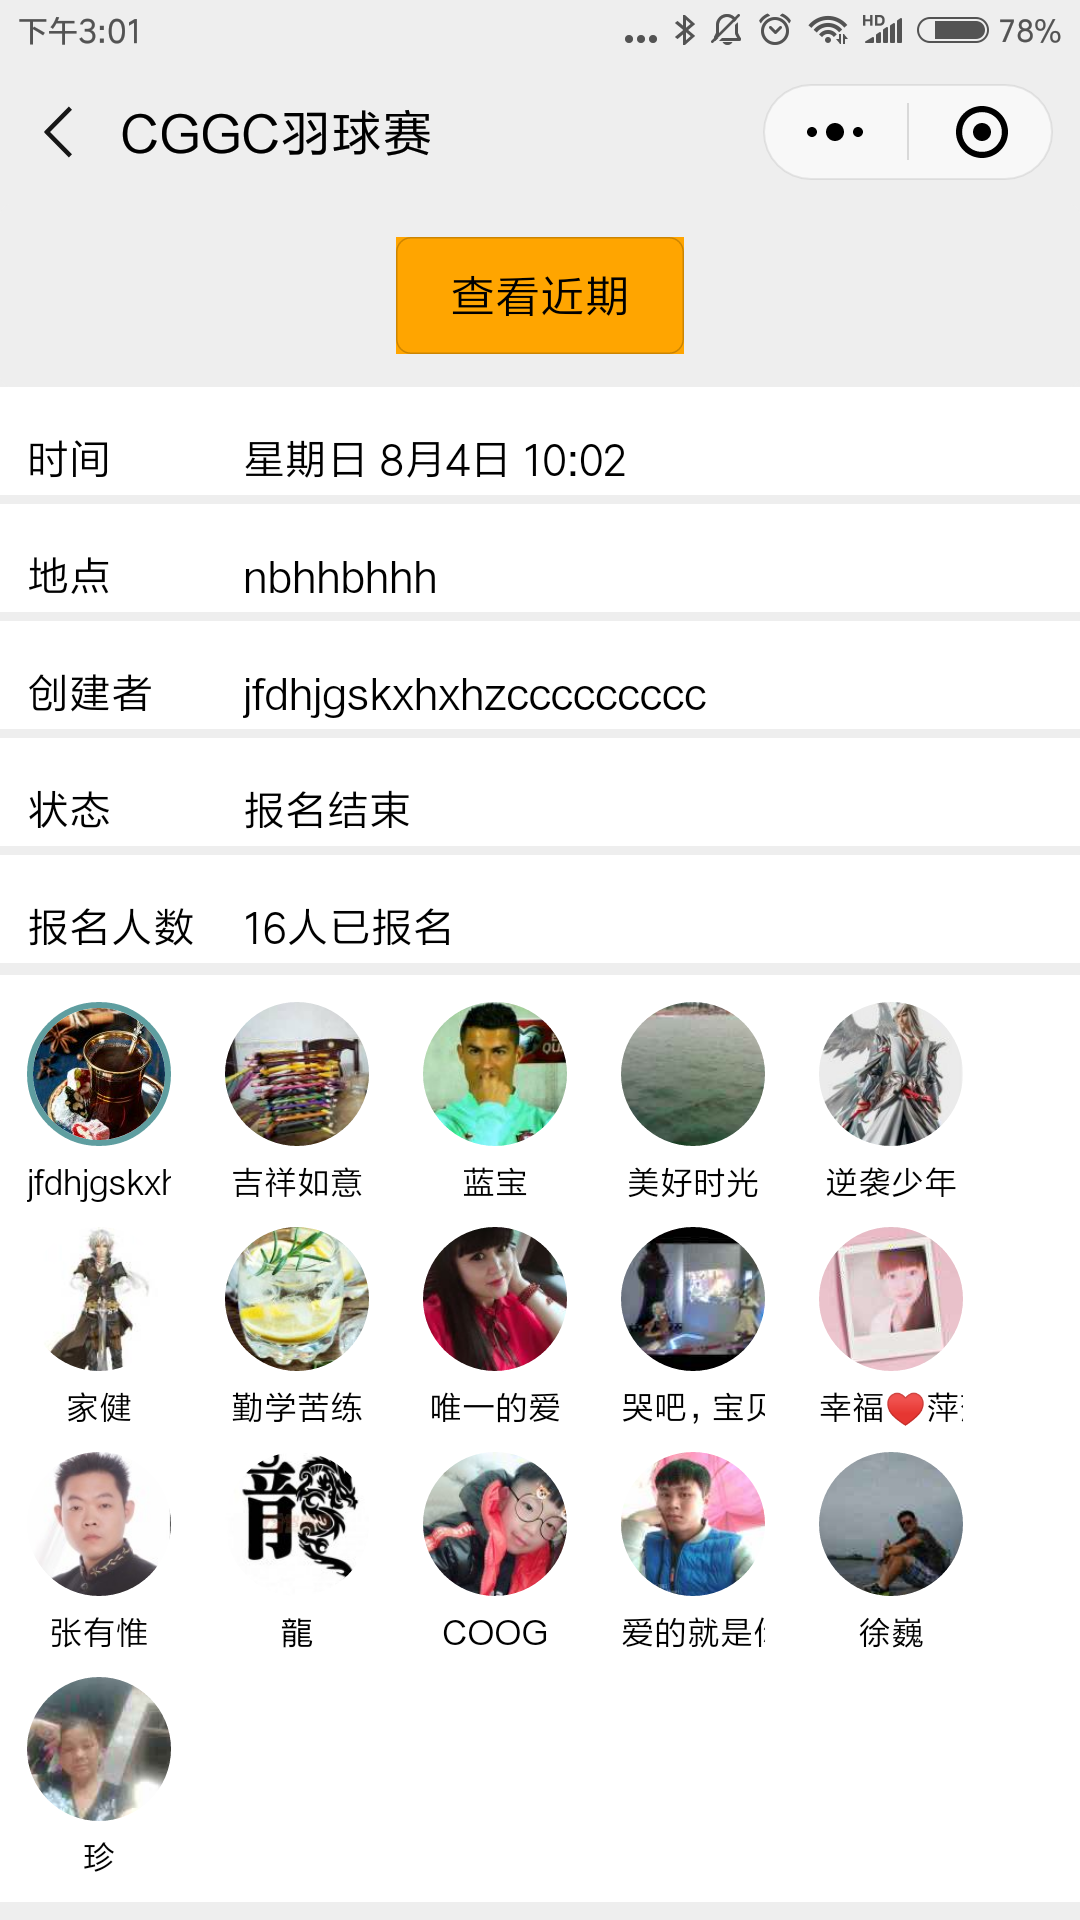 下午3:01
HD
78%
CGGC羽球赛
查看近期
时间 星期日 8月4日 10:02
地点 nbhhbhhh
创建者 jfdhjgskxhxhzccccccccc
状态 报名结束
报名人数 16人已报名
jfdhjgskx 吉祥如意 蓝宝 美好时光 逆袭少年
家健 勤学苦练 唯一的爱 哭吧，宝贝 幸福❤️萍
龍
张有惟 龍 COOG 爱的就是你 徐巍
珍